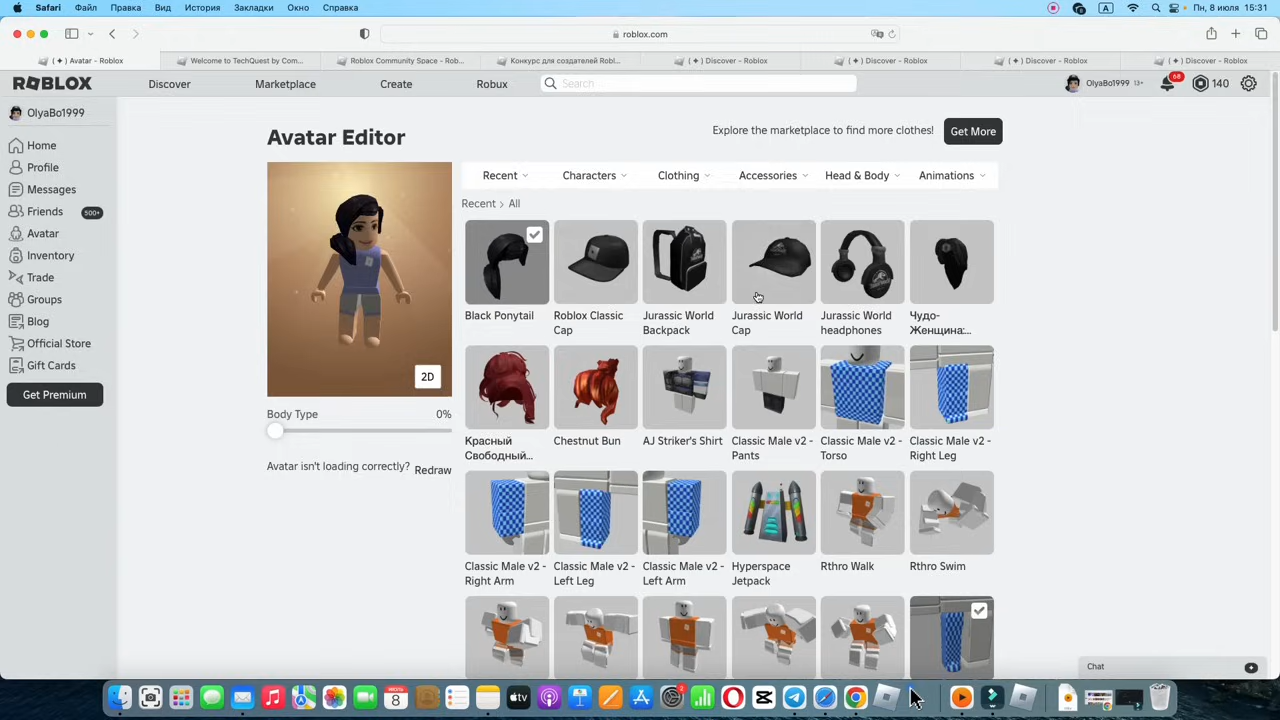 Safari Файл Правка Вид История Закладки Окно Справка A Пн, 8 июля 15:31
roblox.com
( ✦ ) Avatar - Roblox Welcome to TechQuest by Com... Roblox Community Space - Rob... Конкурс для создателей Robl... ( ✦ ) Discover - Roblox ( ✦ ) Discover - Roblox ( ✦ ) Discover - Roblox ( ✦ ) Discover - Roblox
ROBLOX Discover Marketplace Create Robux Search OlyaBo1999 13+ 68 140
OlyaBo1999
Home
Profile
Messages
Friends 500+
Avatar
Inventory
Trade
Groups
Blog
Official Store
Gift Cards
Get Premium
Avatar Editor
Explore the marketplace to find more clothes! Get More
2D
Body Type 0%
Avatar isn't loading correctly? Redraw
Recent Characters Clothing Accessories Head & Body Animations
Recent > All
Black Ponytail
Roblox Classic
Cap
Jurassic World
Backpack
Jurassic World
Cap
Jurassic World
headphones
Чудо-
Женщина:...
Красный
Свободный...
Chestnut Bun
AJ Striker's Shirt
Classic Male v2 -
Pants
Classic Male v2 -
Torso
Classic Male v2 -
Right Leg
Classic Male v2 -
Right Arm
Classic Male v2 -
Left Leg
Classic Male v2 -
Left Arm
Hyperspace
Jetpack
Rthro Walk
Rthro Swim
Chat
8
tv